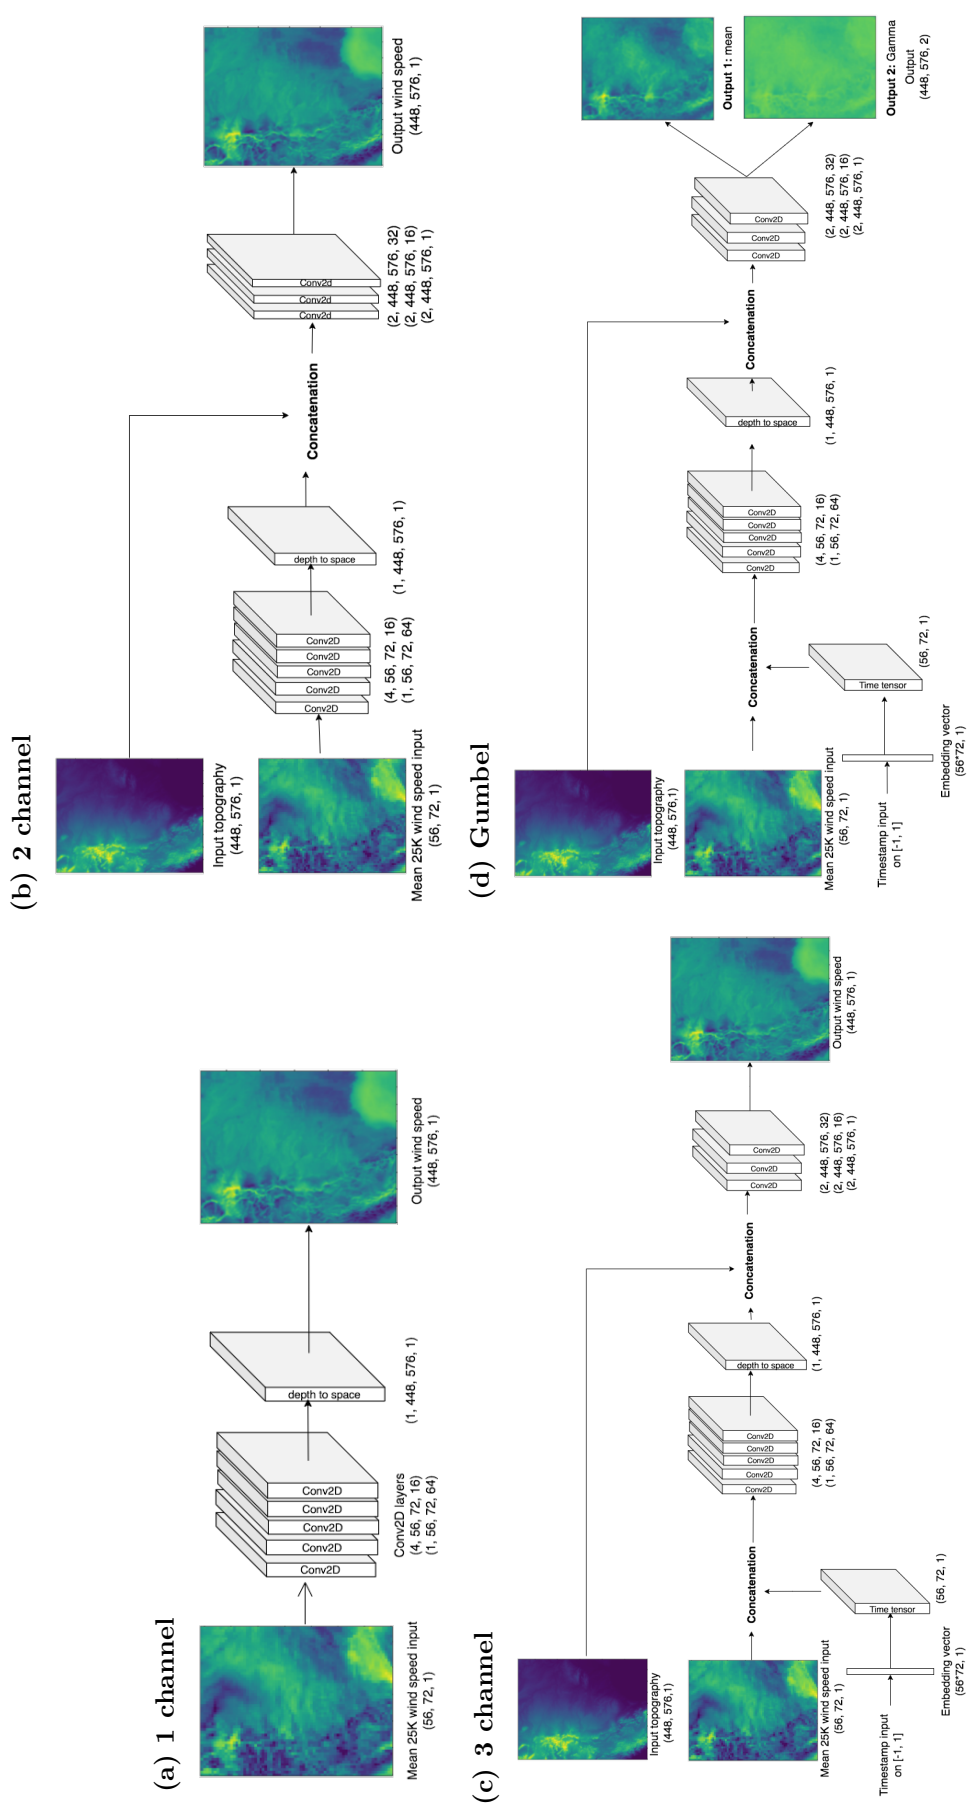 (a) 1 channel
Mean 25K wind speed input
(56, 72, 1)
Conv2D
Conv2D
Conv2D
Conv2D
Conv2D
Conv2D layers
(4, 56, 72, 16)
(1, 56, 72, 64)
depth to space
(1, 448, 576, 1)
Output wind speed
(448, 576, 1)
(b) 2 channel
Input topography
(448, 576, 1)
Mean 25K wind speed input
(56, 72, 1)
Conv2D
Conv2D
Conv2D
Conv2D
Conv2D
(4, 56, 72, 16)
(1, 56, 72, 64)
depth to space
(1, 448, 576, 1)
Concatenation
Conv2d
Conv2d
Conv2d
(2, 448, 576, 32)
(2, 448, 576, 16)
(2, 448, 576, 1)
Output wind speed
(448, 576, 1)
(c) 3 channel
Input topography
(448, 576,1)
Mean 25K wind speed input
(56, 72, 1)
Timestamp input
on [-1, 1]
Embedding vector
(56*72, 1)
Time tensor
(56, 72, 1)
Concatenation
Conv2D
Conv2D
Conv2D
Conv2D
Conv2D
(4, 56, 72, 16)
(1, 56, 72, 64)
depth to space
(1, 448, 576, 1)
Concatenation
Conv2D
Conv2D
Conv2D
(2, 448, 576, 32)
(2, 448, 576, 16)
(2, 448, 576, 1)
Output wind speed
(448, 576, 1)
(d) Gumbel
Input topography
(448, 576,1)
Mean 25K wind speed input
(56, 72, 1)
Timestamp input
on [-1, 1]
Embedding vector
(56*72, 1)
Time tensor
(56, 72, 1)
Concatenation
Conv2D
Conv2D
Conv2D
Conv2D
Conv2D
(4, 56, 72, 16)
(1, 56, 72, 64)
depth to space
(1, 448, 576, 1)
Concatenation
Conv2D
Conv2D
Conv2D
(2, 448, 576, 32)
(2, 448, 576, 16)
(2, 448, 576, 1)
Output 1: mean
Output 2: Gamma
Output
(448, 576, 2)